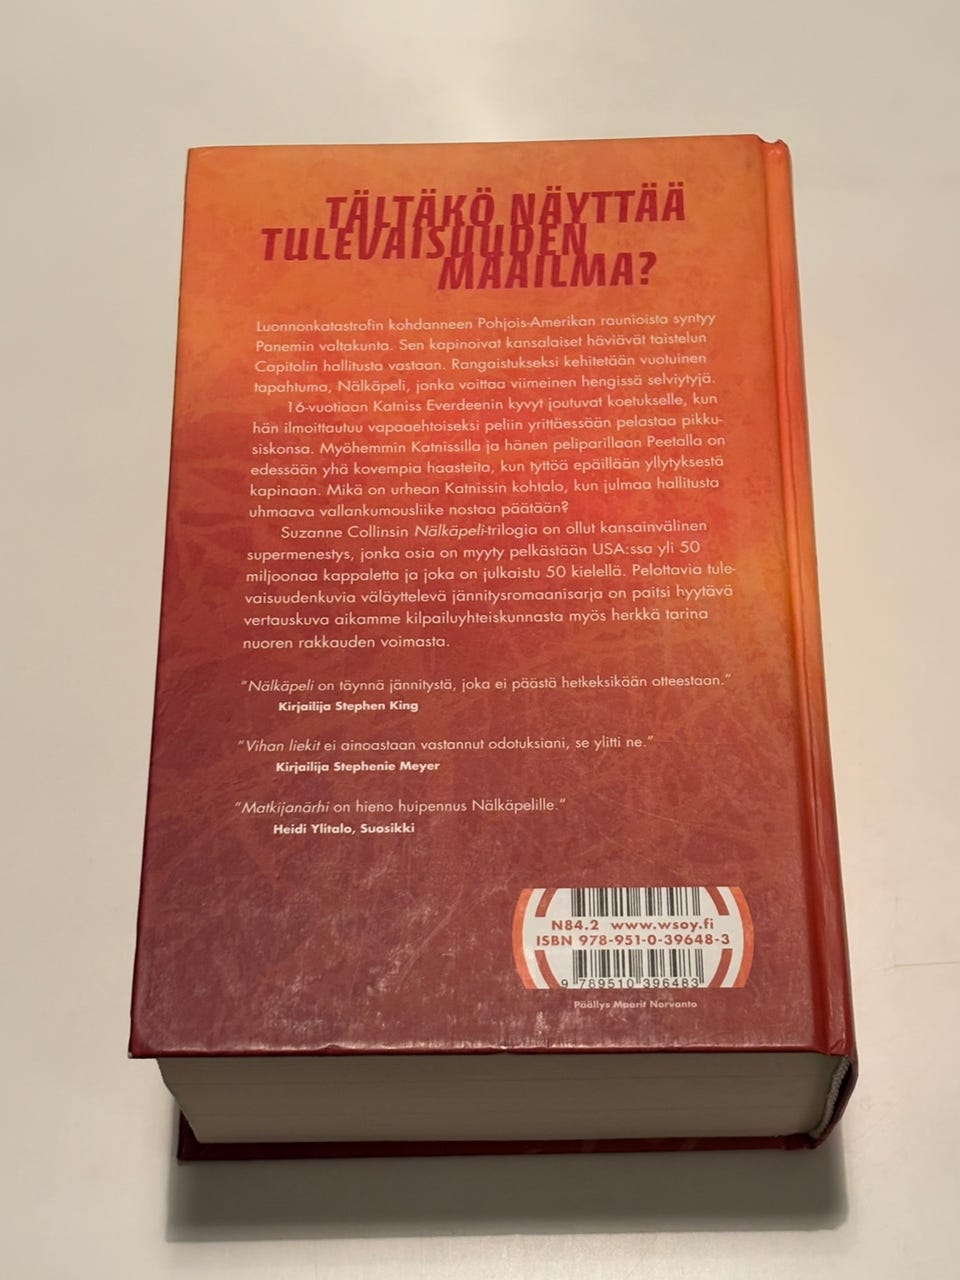 TÄLTÄKÖ NÄYTTÄÄ
TULEVAISUUDEN
MAAILMA?
Luonnonkatastrofin kohdanneen Pohjois-Amerikan raunioista syntyy
Panemin valtakunta. Sen kapinoivat kansalaiset häviävät taistelun
Capitolin hallitusta vastaan. Rangaistukseksi kehitetään vuotuinen
tapahtuma, Nälkäpeli, jonka voittaa viimeinen hengissä selviytyjä.
16-vuotiaan Katniss Everdeenin kyvyt joutuvat koetukselle, kun
hän ilmoittautuu vapaaehtoiseksi peliin yrittäessään pelastaa pikku-
siskonsa. Myöhemmin Katnissilla ja hänen peliparillaan Peetalla on
edessään yhä kovempia haasteita, kun tyttöä epäillään yllytyksestä
kapinaan. Mikä on urhean Katnissin kohtalo, kun julmaa hallitusta
uhmaava vallankumousliike nostaa päätään?
Suzanne Collinsin Nälkäpeli-trilogia on ollut kansainvälinen
supermenestys, jonka osia on myyty pelkästään USA:ssa yli 50
miljoonaa kappaletta ja joka on julkaistu 50 kielellä. Pelottavia tule-
vaisuudenkuvia väläyttelevä jännitysromaanisarja on paitsi hyytävä
vertauskuva aikamme kilpailuyhteiskunnasta myös herkkä tarina
nuoren rakkauden voimasta.
"Nälkäpeli on täynnä jännitystä, joka ei päästä hetkeksikään otteestaan."
Kirjailija Stephen King
"Vihan liekit ei ainoastaan vastannut odotuksiani, se ylitti ne."
Kirjailija Stephenie Meyer
"Matkijanärhi on hieno huipennus Nälkäpelille."
Heidi Ylitalo, Suosikki
N84.2 www.wsoy.fi
ISBN 978-951-0-39648-3
9 789510 396483
Päällys Maarit Norvanto